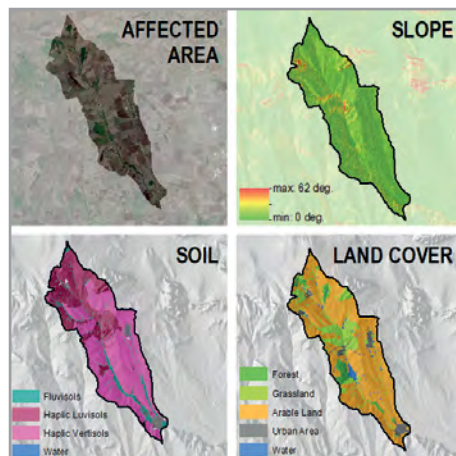 AFFECTED
AREA
SLOPE
max: 62 deg.
min: 0 deg.
SOIL
Fluvisols
Haplic Luvisols
Haplic Vertisols
Water
LAND COVER
Forest
Grassland
Arable Land
Urban Area
Water